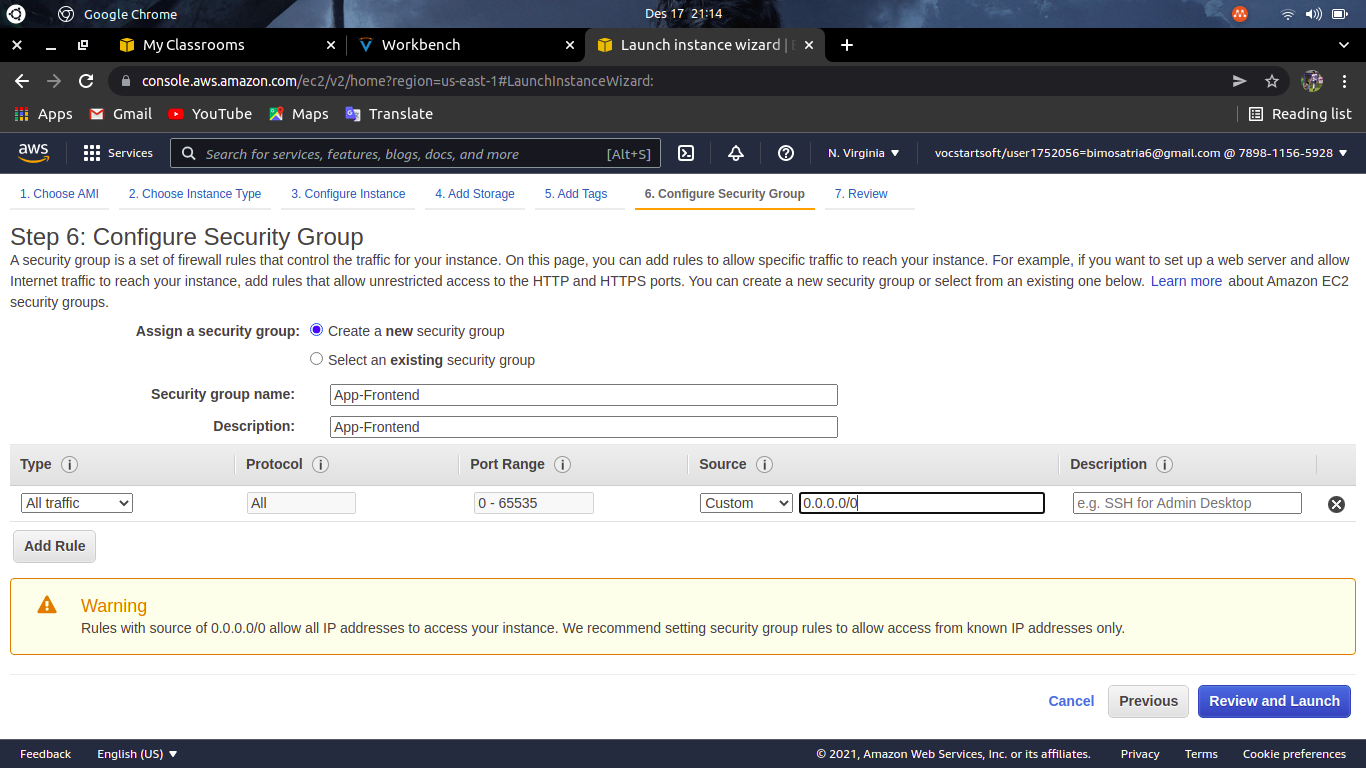 Google Chrome
Des 17 21:14
My Classrooms
Workbench
Launch instance wizard |
console.aws.amazon.com/ec2/v2/home?region=us-east-1#LaunchInstanceWizard:
Apps Gmail YouTube Maps Translate Reading list
aws Services Search for services, features, blogs, docs, and more [Alt+S] N. Virginia vocstartsoft/user1752056=bimosatria6@gmail.com @ 7898-1156-5928
1. Choose AMI 2. Choose Instance Type 3. Configure Instance 4. Add Storage 5. Add Tags 6. Configure Security Group 7. Review
Step 6: Configure Security Group
A security group is a set of firewall rules that control the traffic for your instance. On this page, you can add rules to allow specific traffic to reach your instance. For example, if you want to set up a web server and allow
Internet traffic to reach your instance, add rules that allow unrestricted access to the HTTP and HTTPS ports. You can create a new security group or select from an existing one below. Learn more about Amazon EC2
security groups.
Assign a security group: Create a new security group
Select an existing security group
Security group name: App-Frontend
Description: App-Frontend
Type Protocol Port Range Source Description
All traffic All 0 - 65535 Custom 0.0.0.0/0 e.g. SSH for Admin Desktop
Add Rule
Warning
Rules with source of 0.0.0.0/0 allow all IP addresses to access your instance. We recommend setting security group rules to allow access from known IP addresses only.
Cancel Previous Review and Launch
Feedback English (US) © 2021, Amazon Web Services, Inc. or its affiliates. Privacy Terms Cookie preferences